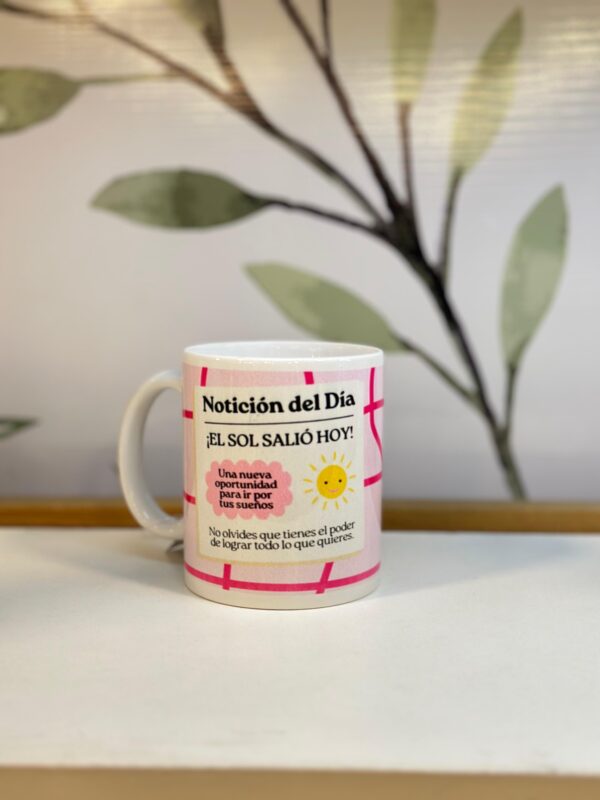 Notición del Día
¡EL SOL SALIÓ HOY!
Una nueva
oportunidad
para ir por
tus sueños
No olvides que tienes el poder
de lograr todo lo que quieres.